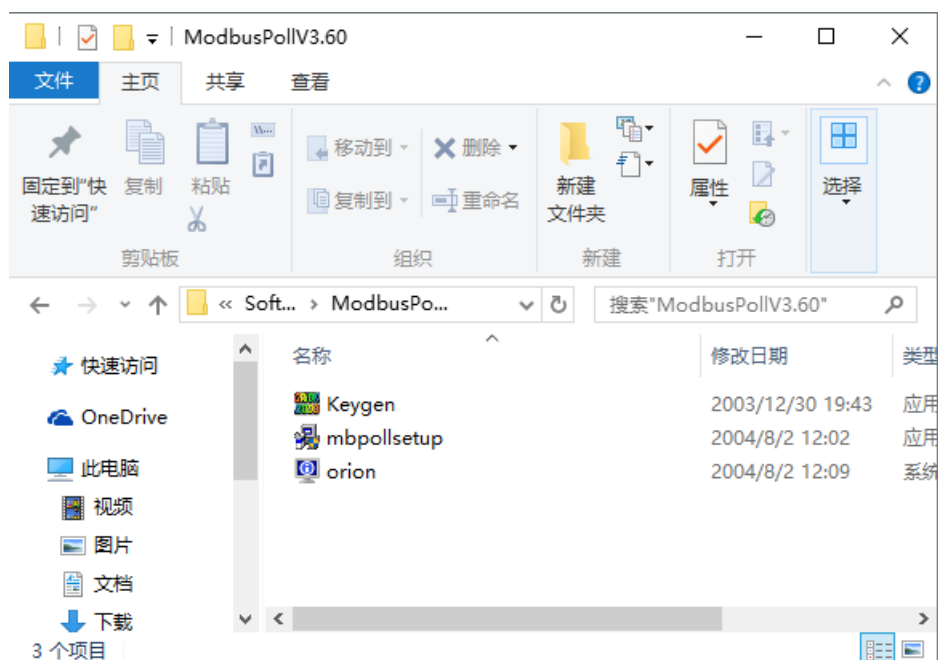 ModbusPollV3.60
文件 主页 共享 查看
固定到"快速访问"
复制
粘贴
剪贴板
移动到
复制到
删除
重命名
组织
新建
文件夹
新建
属性
打开
选择
« Soft... › ModbusPo...
搜索"ModbusPollV3.60"
名称 修改日期 类型
快速访问
OneDrive
此电脑
视频
图片
文档
下载
Keygen 2003/12/30 19:43 应用
mbpollsetup 2004/8/2 12:02 应用
orion 2004/8/2 12:09 系统
3 个项目